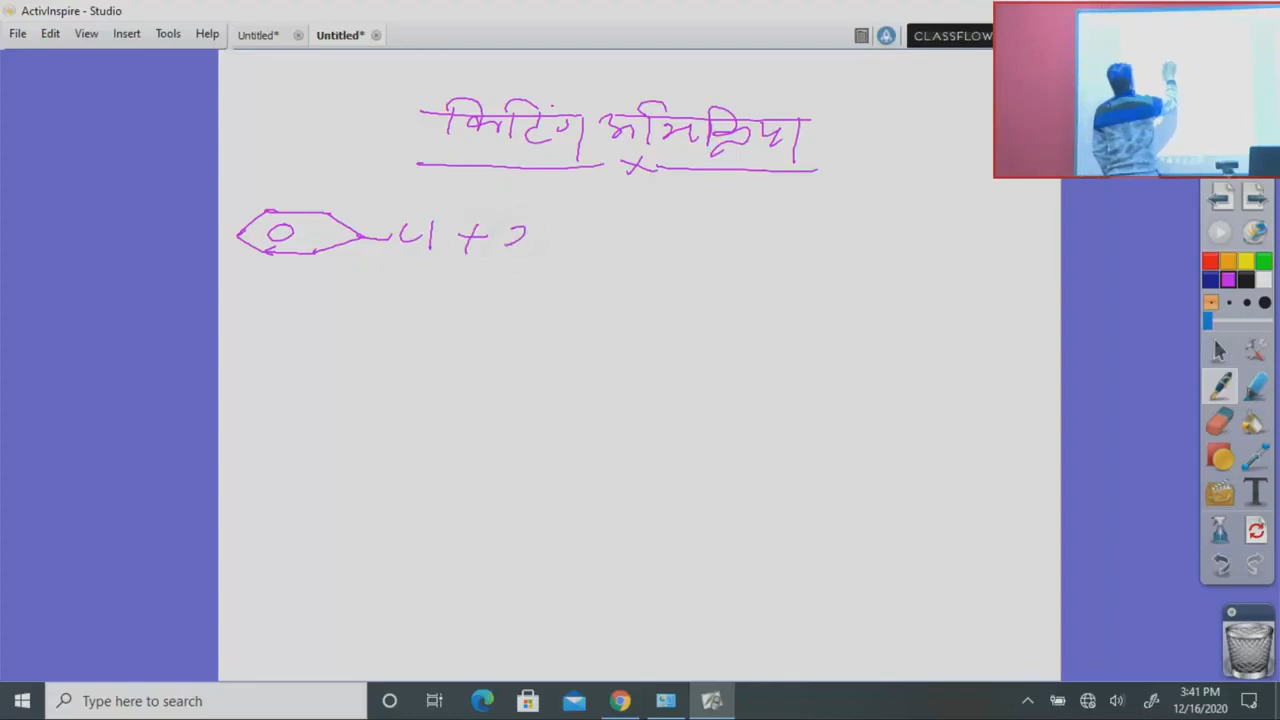 ActivInspire - Studio
File Edit View Insert Tools Help Untitled* Untitled* CLASSFLOW
फिटिंग अभिक्रिया
+ 2
Type here to search
3:41 PM
12/16/2020